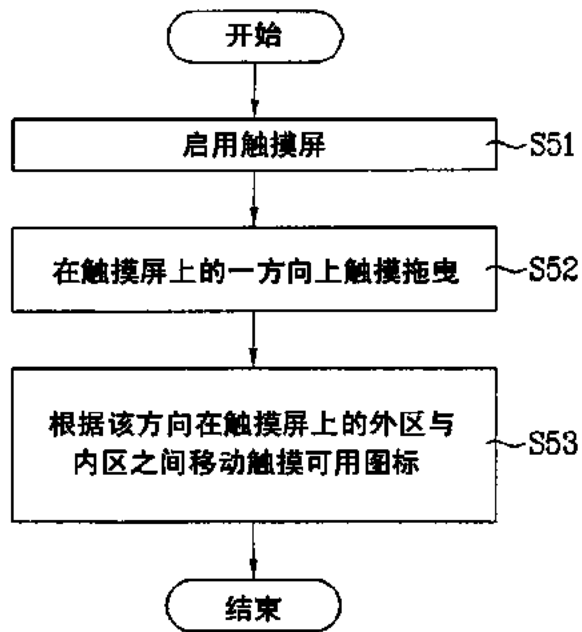 开始
启用触摸屏
S51
在触摸屏上的一方向上触摸拖曳
S52
根据该方向在触摸屏上的外区与
内区之间移动触摸可用图标
S53
结束